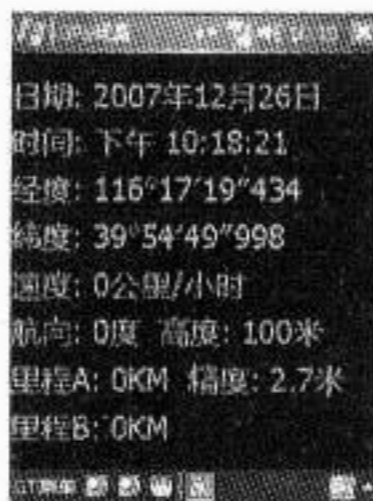 日期: 2007年12月26日
时间: 下午 10:18:21
经度: 116°17′19″434
纬度: 39°54′49″998
速度: 0公里/小时
航向: 0度 高度: 100米
里程A: 0KM 精度: 2.7米
里程B: 0KM